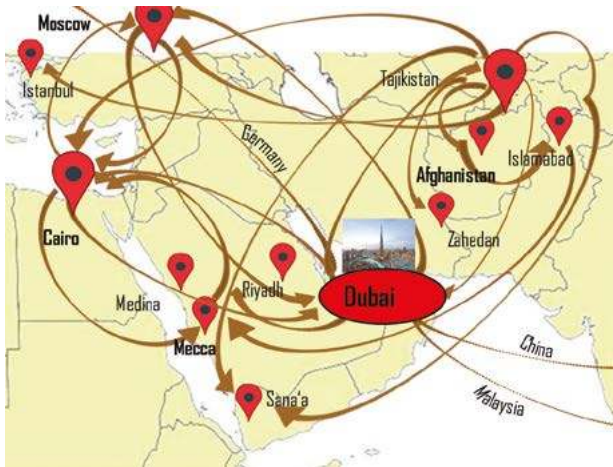 Moscow
Istanbul
Tajikistan
Germany
Afghanistan
Islamabad
Zahedan
Cairo
Medina
Riyadh
Dubai
Mecca
Sana'a
China
Malaysia